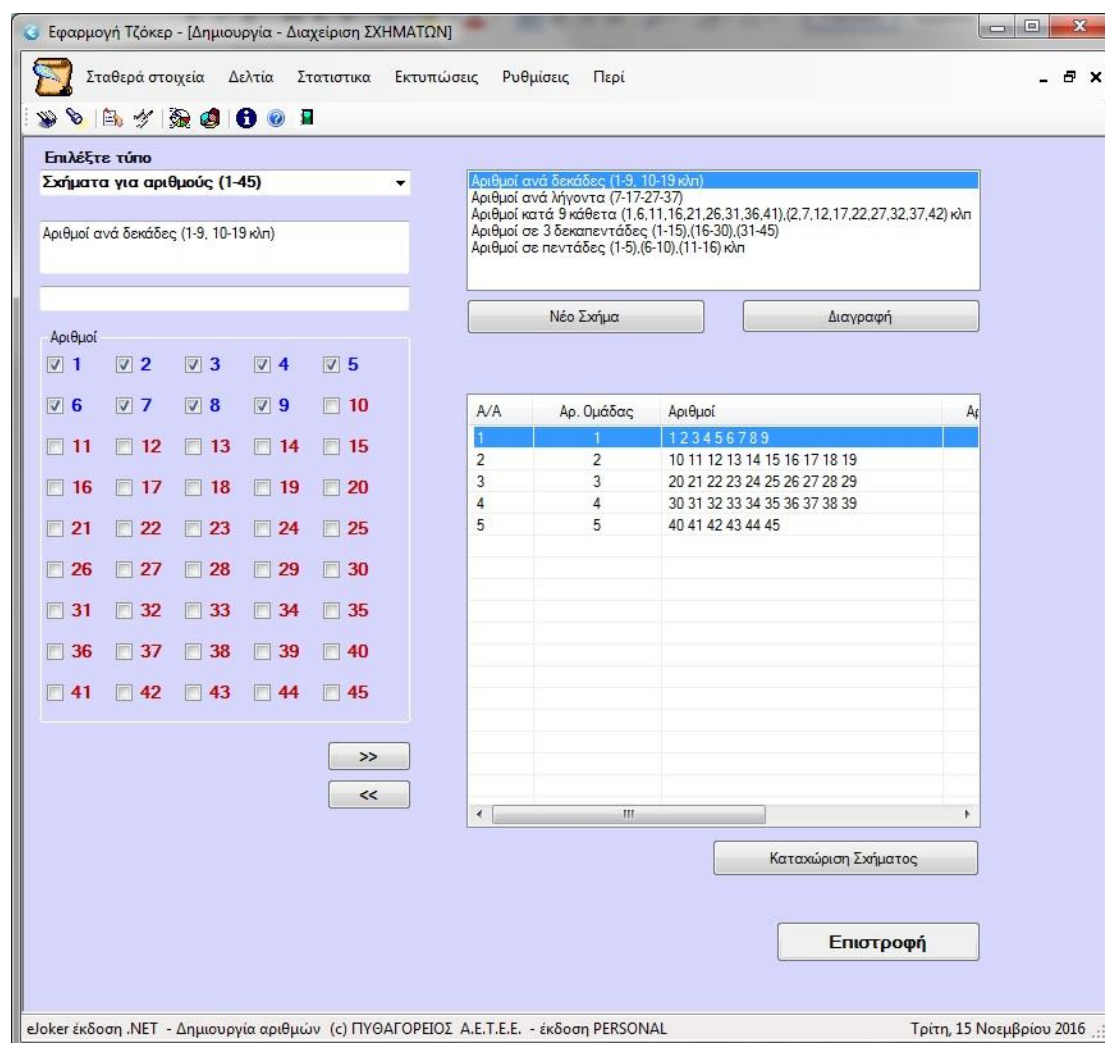 Εφαρμογή Τζόκερ - [Δημιουργία - Διαχείριση ΣΧΗΜΑΤΩΝ]
Σταθερά στοιχεία Δελτία Στατιστικα Εκτυπώσεις Ρυθμίσεις Περί
Επιλέξτε τύπο
Σχήματα για αριθμούς (1-45)
Αριθμοί ανά δεκάδες (1-9, 10-19 κλπ)
Αριθμοί ανά δεκάδες (1-9, 10-19 κλπ)
Αριθμοί ανά λήγοντα (7-17-27-37)
Αριθμοί κατά 9 κάθετα (1,6,11,16,21,26,31,36,41),(2,7,12,17,22,27,32,37,42) κλπ
Αριθμοί σε 3 δεκαπεντάδες (1-15),(16-30),(31-45)
Αριθμοί σε πεντάδες (1-5),(6-10),(11-16) κλπ
Νέο Σχήμα Διαγραφή
Αριθμοί
1 2 3 4 5
6 7 8 9 10
11 12 13 14 15
16 17 18 19 20
21 22 23 24 25
26 27 28 29 30
31 32 33 34 35
36 37 38 39 40
41 42 43 44 45
>>
<<
Α/Α Αρ. Ομάδας Αριθμοί Αρ
1 1 1 2 3 4 5 6 7 8 9
2 2 10 11 12 13 14 15 16 17 18 19
3 3 20 21 22 23 24 25 26 27 28 29
4 4 30 31 32 33 34 35 36 37 38 39
5 5 40 41 42 43 44 45
Καταχώριση Σχήματος
Επιστροφή
eJoker έκδοση .NET - Δημιουργία αριθμών (c) ΠΥΘΑΓΟΡΕΙΟΣ Α.Ε.Τ.Ε.Ε. - έκδοση PERSONAL Τρίτη, 15 Νοεμβρίου 2016